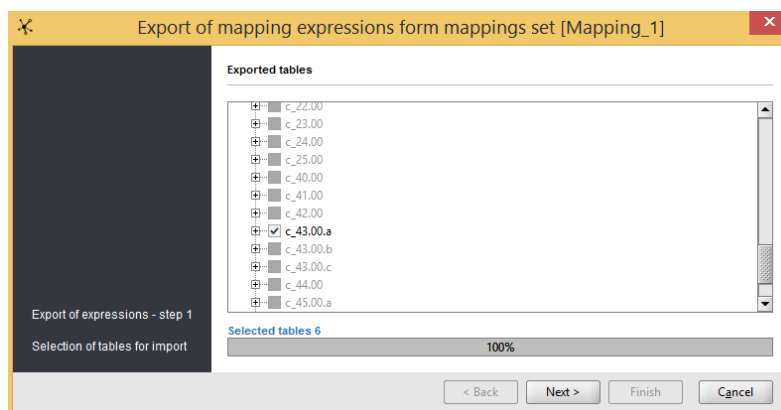 Export of mapping expressions form mappings set [Mapping_1]
Exported tables
c_22.00
c_23.00
c_24.00
c_25.00
c_40.00
c_41.00
c_42.00
c_43.00.a
c_43.00.b
c_43.00.c
c_44.00
c_45.00.a
Export of expressions - step 1
Selection of tables for import
Selected tables 6
100%
< Back Next > Finish Cancel